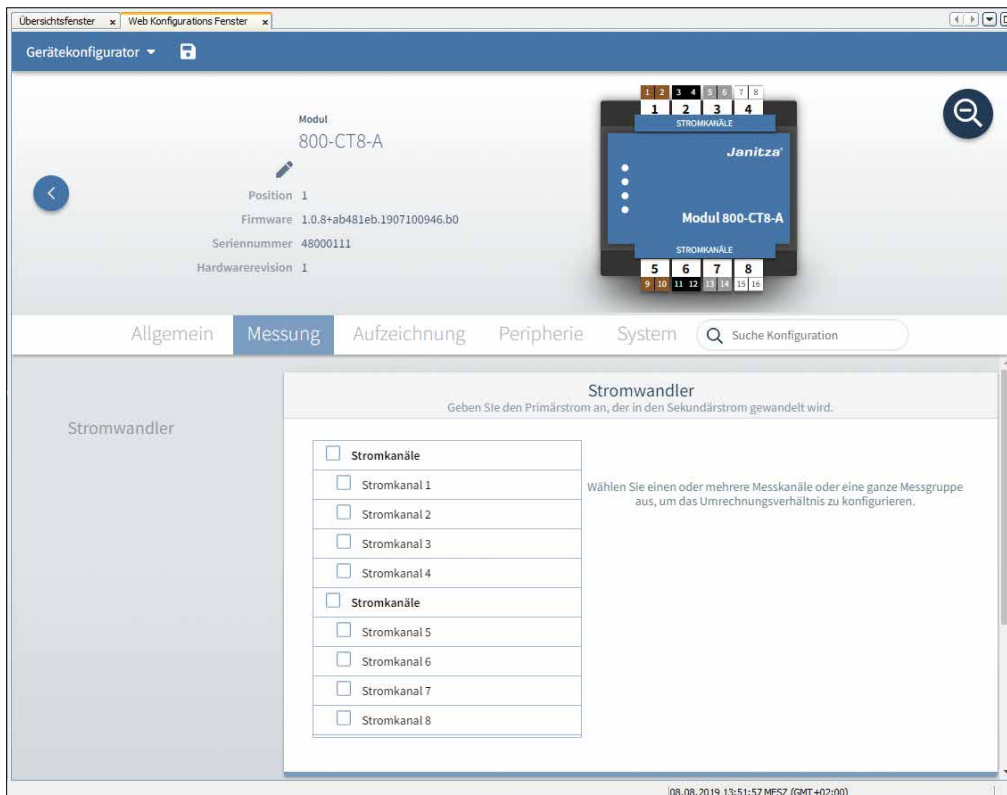 Übersichtsfenster x Web Konfigurations Fenster x
Gerätekonfigurator
Modul
800-CT8-A
Position 1
Firmware 1.0.8+ab481eb.1907100946.b0
Seriennummer 48000111
Hardwarerevision 1
1 2 3 4 5 6 7 8
1 2 3 4
STROMKANÄLE
Janitza
Modul 800-CT8-A
STROMKANÄLE
5 6 7 8
9 10 11 12 13 14 15 16
Allgemein Messung Aufzeichnung Peripherie System Suche Konfiguration
Stromwandler
Stromwandler
Geben SIe den Primärstrom an, der in den Sekundärstrom gewandelt wird.
Stromkanäle
Stromkanal 1
Stromkanal 2
Stromkanal 3
Stromkanal 4
Stromkanäle
Stromkanal 5
Stromkanal 6
Stromkanal 7
Stromkanal 8
Wählen Sie einen oder mehrere Messkanäle oder eine ganze Messgruppe
aus, um das Umrechnungsverhältnis zu konfigurieren.
08.08.2019 13:51:57 MESZ (GMT+02:00)